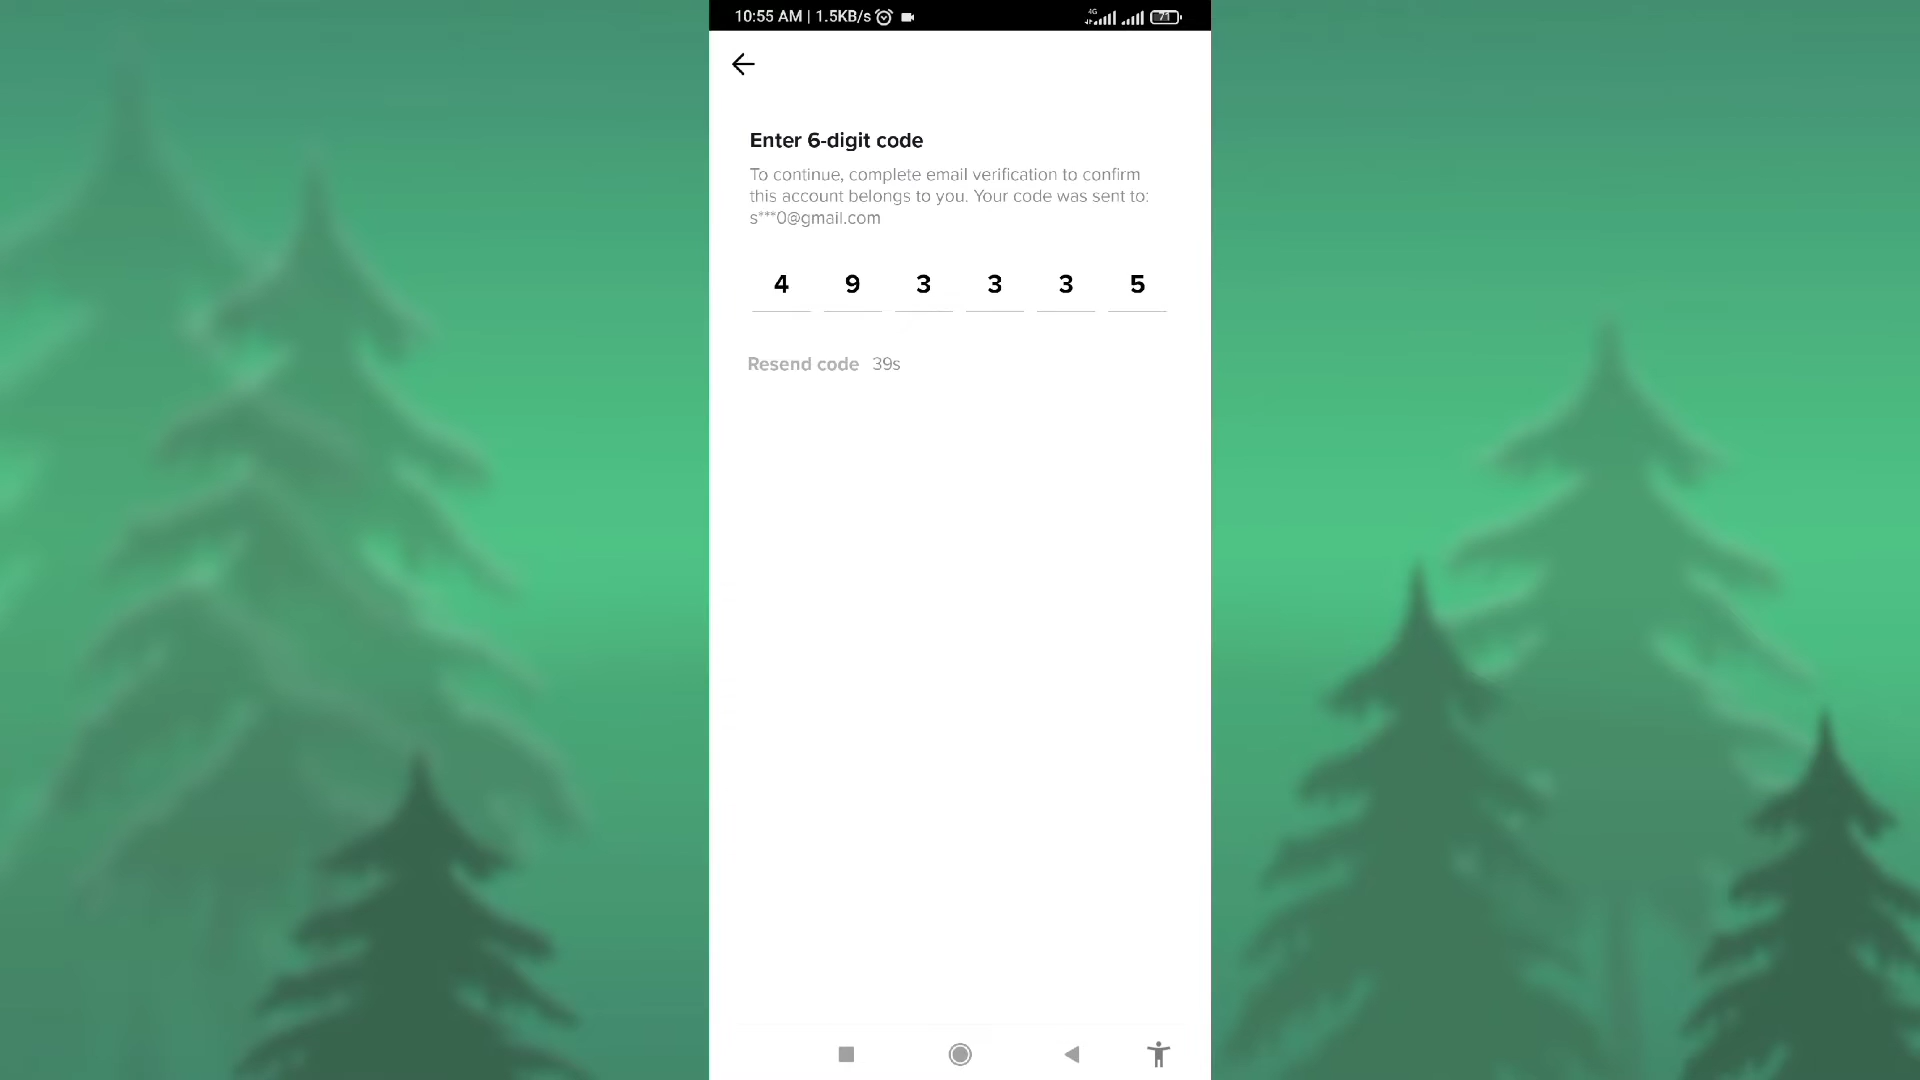 10:55 AM | 1.5KB/s 4G 71
Enter 6-digit code
To continue, complete email verification to confirm
this account belongs to you. Your code was sent to:
s***0@gmail.com
4 9 3 3 3 5
Resend code 39s